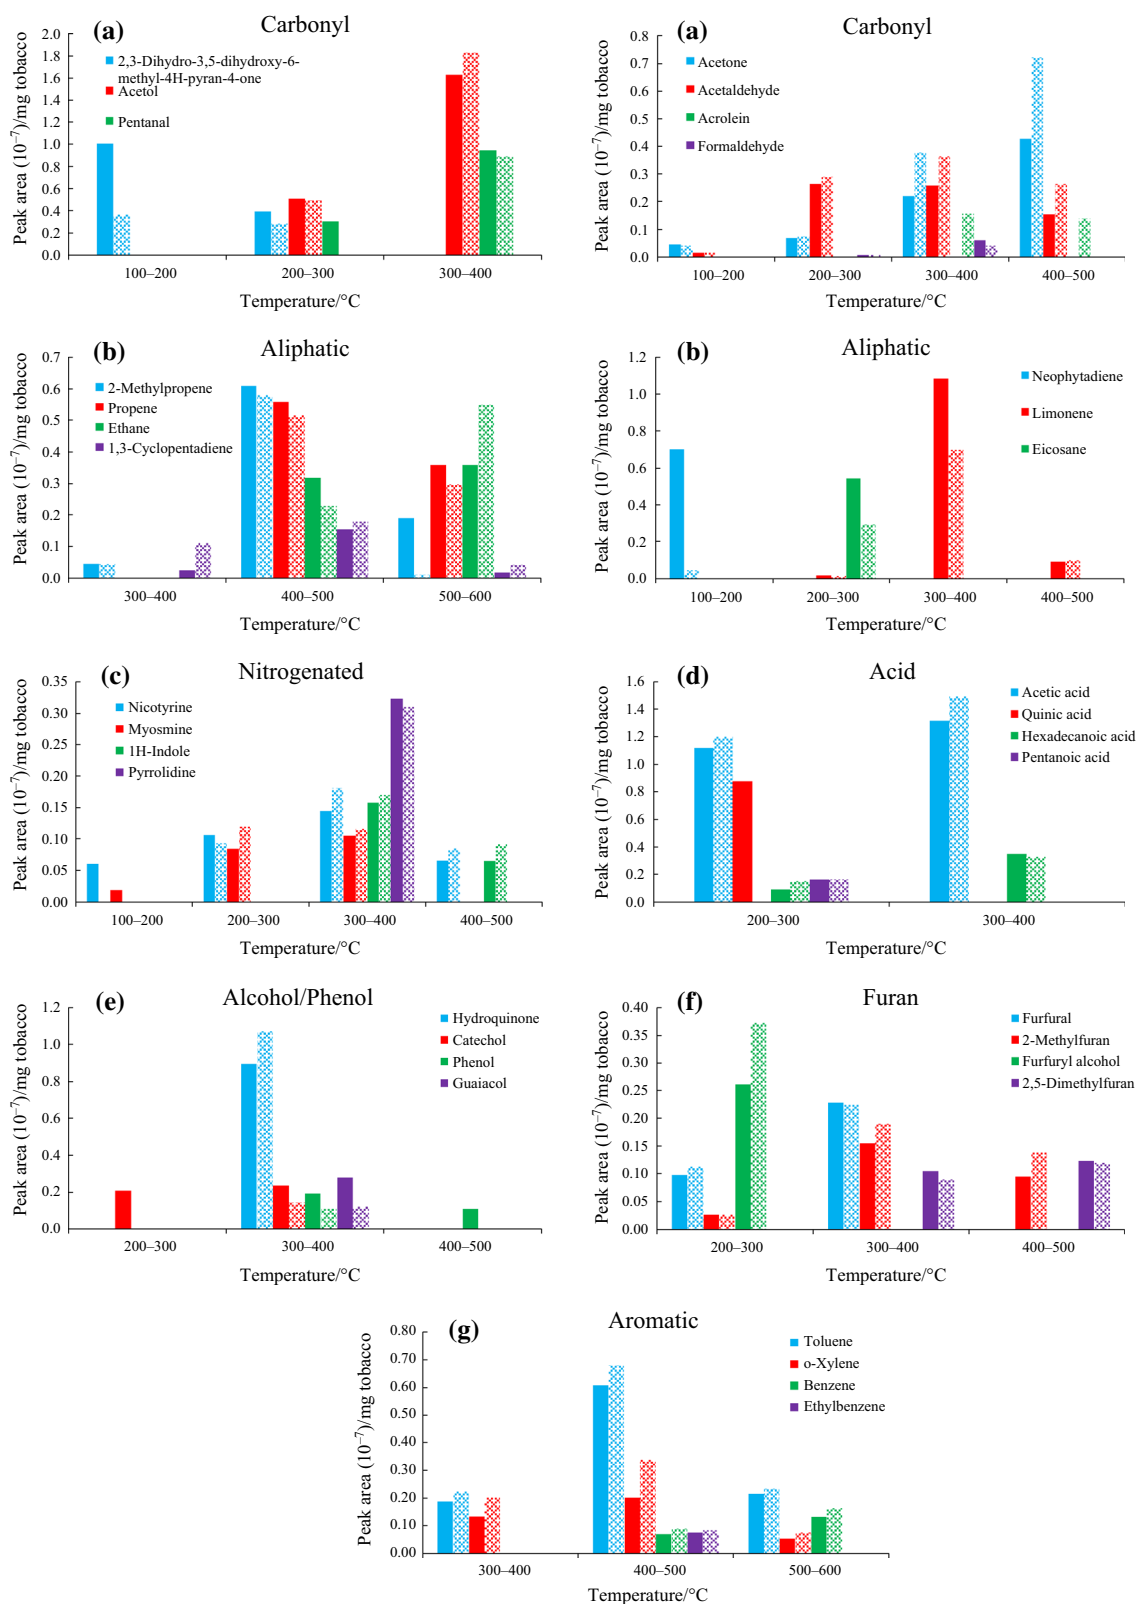 (a)
Carbonyl
Peak area (10⁻⁷)/mg tobacco
2.0
1.8
1.6
1.4
1.2
1.0
0.8
0.6
0.4
0.2
0.0
2,3-Dihydro-3,5-dihydroxy-6-
methyl-4H-pyran-4-one
Acetol
Pentanal
100–200
200–300
300–400
Temperature/°C
(a)
Carbonyl
Peak area (10⁻⁷)/mg tobacco
0.8
0.7
0.6
0.5
0.4
0.3
0.2
0.1
0.0
Acetone
Acetaldehyde
Acrolein
Formaldehyde
100–200
200–300
300–400
400–500
Temperature/°C
(b)
Aliphatic
Peak area (10⁻⁷)/mg tobacco
0.7
0.6
0.5
0.4
0.3
0.2
0.1
0.0
2-Methylpropene
Propene
Ethane
1,3-Cyclopentadiene
300–400
400–500
500–600
Temperature/°C
(b)
Aliphatic
Peak area (10⁻⁷)/mg tobacco
1.2
1.0
0.8
0.6
0.4
0.2
0.0
Neophytadiene
Limonene
Eicosane
100–200
200–300
300–400
400–500
Temperature/°C
(c)
Nitrogenated
Peak area (10⁻⁷)/mg tobacco
0.35
0.30
0.25
0.20
0.15
0.10
0.05
0.00
Nicotyrine
Myosmine
1H-Indole
Pyrrolidine
100–200
200–300
300–400
400–500
Temperature/°C
(d)
Acid
Peak area (10⁻⁷)/mg tobacco
1.6
1.4
1.2
1.0
0.8
0.6
0.4
0.2
0.0
Acetic acid
Quinic acid
Hexadecanoic acid
Pentanoic acid
200–300
300–400
Temperature/°C
(e)
Alcohol/Phenol
Peak area (10⁻⁷)/mg tobacco
1.2
1.0
0.8
0.6
0.4
0.2
0.0
Hydroquinone
Catechol
Phenol
Guaiacol
200–300
300–400
400–500
Temperature/°C
(f)
Furan
Peak area (10⁻⁷)/mg tobacco
0.40
0.35
0.30
0.25
0.20
0.15
0.10
0.05
0.00
Furfural
2-Methylfuran
Furfuryl alcohol
2,5-Dimethylfuran
200–300
300–400
400–500
Temperature/°C
(g)
Aromatic
Peak area (10⁻⁷)/mg tobacco
0.80
0.70
0.60
0.50
0.40
0.30
0.20
0.10
0.00
Toluene
o-Xylene
Benzene
Ethylbenzene
300–400
400–500
500–600
Temperature/°C